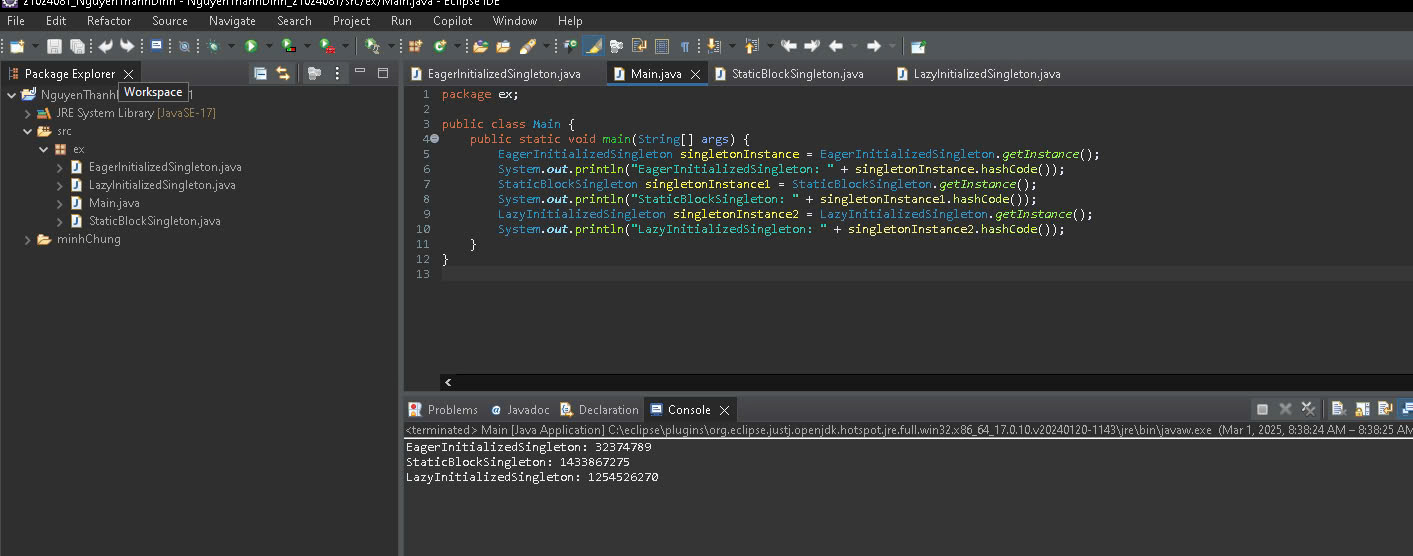 21024081_NguyenThanhDinh - NguyenThanhDinh_21024081/src/ex/Main.java - Eclipse IDE
File Edit Refactor Source Navigate Search Project Run Copilot Window Help
Package Explorer
NguyenThanh
Workspace
1
JRE System Library [JavaSE-17]
src
ex
EagerInitializedSingleton.java
LazyInitializedSingleton.java
Main.java
StaticBlockSingleton.java
minhChung
EagerInitializedSingleton.java Main.java StaticBlockSingleton.java LazyInitializedSingleton.java
1 package ex;
2
3 public class Main {
4 public static void main(String[] args) {
5 EagerInitializedSingleton singletonInstance = EagerInitializedSingleton.getInstance();
6 System.out.println("EagerInitializedSingleton: " + singletonInstance.hashCode());
7 StaticBlockSingleton singletonInstance1 = StaticBlockSingleton.getInstance();
8 System.out.println("StaticBlockSingleton: " + singletonInstance1.hashCode());
9 LazyInitializedSingleton singletonInstance2 = LazyInitializedSingleton.getInstance();
10 System.out.println("LazyInitializedSingleton: " + singletonInstance2.hashCode());
11 }
12 }
13
Problems Javadoc Declaration Console
<terminated> Main [Java Application] C:\eclipse\plugins\org.eclipse.justj.openjdk.hotspot.jre.full.win32.x86_64_17.0.10.v20240120-1143\jre\bin\javaw.exe (Mar 1, 2025, 8:38:24 AM – 8:38:25 AM
EagerInitializedSingleton: 32374789
StaticBlockSingleton: 1433867275
LazyInitializedSingleton: 1254526270